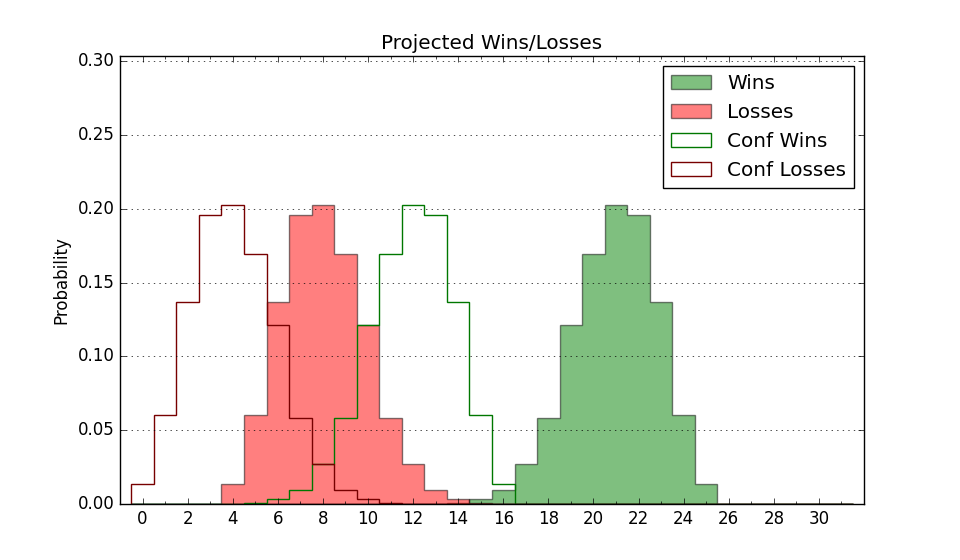 Projected Wins/Losses
0.30
0.25
0.20
0.15
0.10
0.05
0.00
Probability
Wins
Losses
Conf Wins
Conf Losses
0 2 4 6 8 10 12 14 16 18 20 22 24 26 28 30